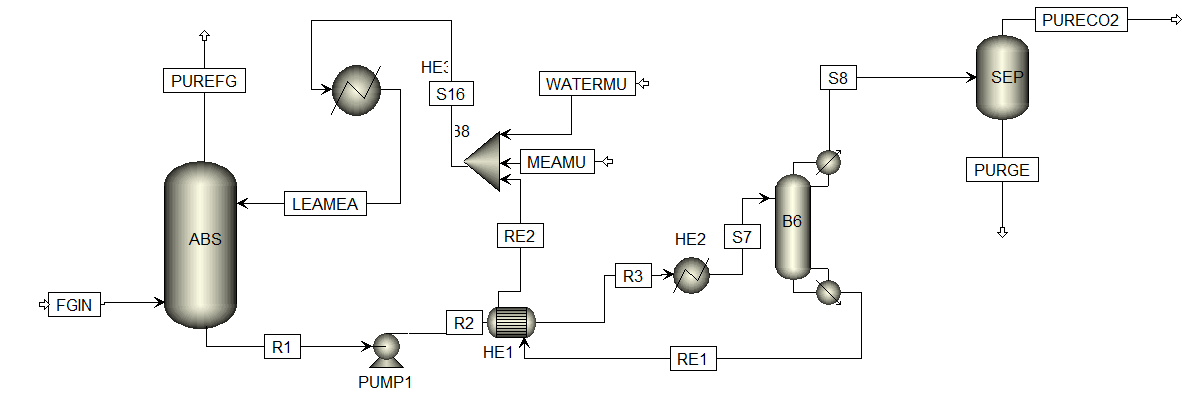 PURECO2
HE3
S8
SEP
PUREFG
WATERMU
S16
MEAMU
PURGE
LEAMEA
RE2
HE2
S7
B6
ABS
R3
FGIN
R2
HE1
R1
RE1
PUMP1